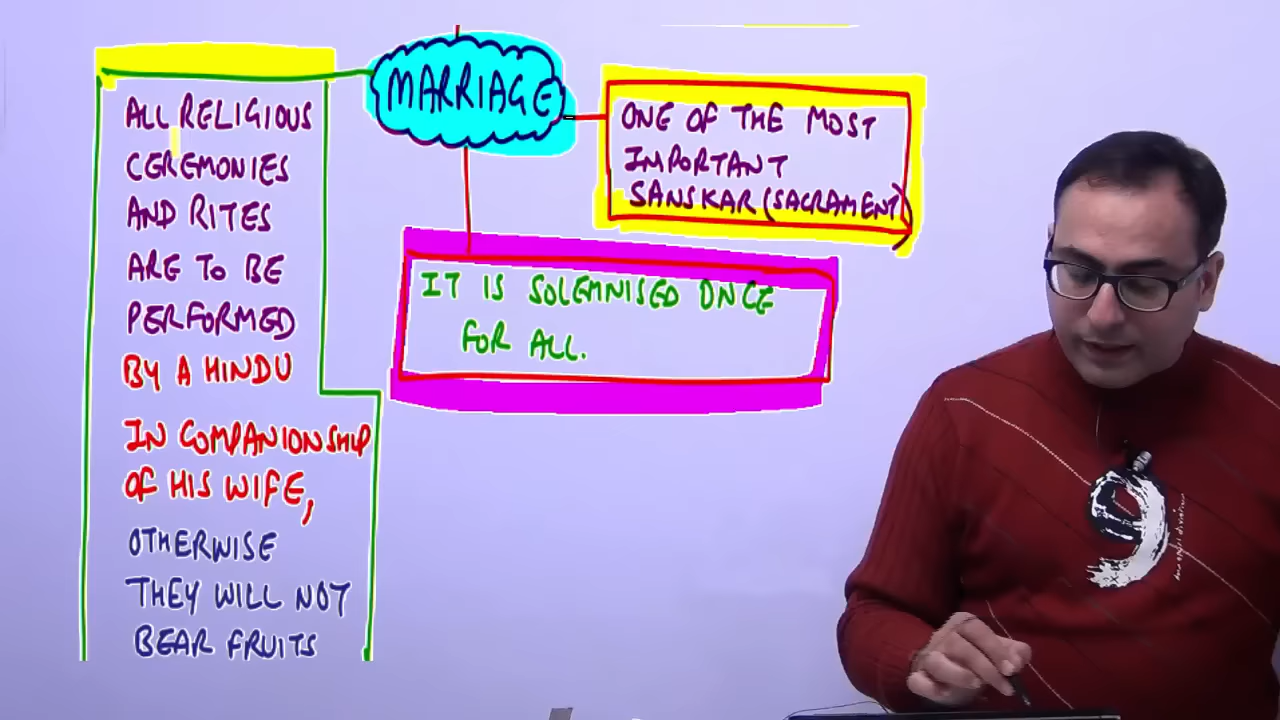 MARRIAGE
ALL RELIGIOUS
CEREMONIES
AND RITES
ARE TO BE
PERFORMED
BY A HINDU
IN COMPANIONSHIP
OF HIS WIFE,
OTHERWISE
THEY WILL NOT
BEAR FRUITS
ONE OF THE MOST
IMPORTANT
SANSKAR (SACRAMENT)
IT IS SOLEMNISED ONCE
FOR ALL.
9